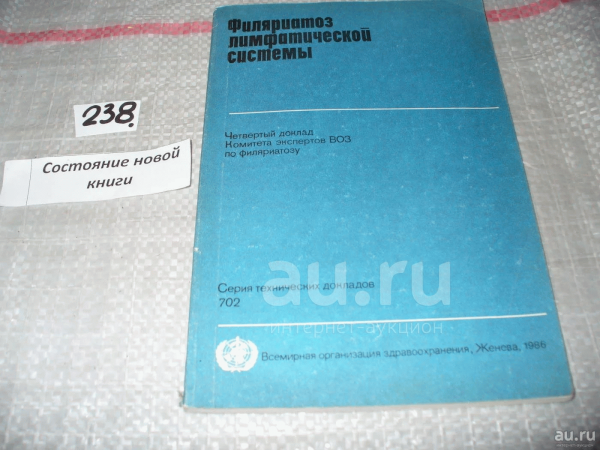 Филяриатоз
лимфатической
системы
238.
Четвертый доклад
Комитета экспертов ВОЗ
по филяриатозу
Состояние новой
книги
Серия технических докладов
702
au.ru
интернет-аукцион
Всемирная организация здравоохранения, Женева, 1986
au.ru